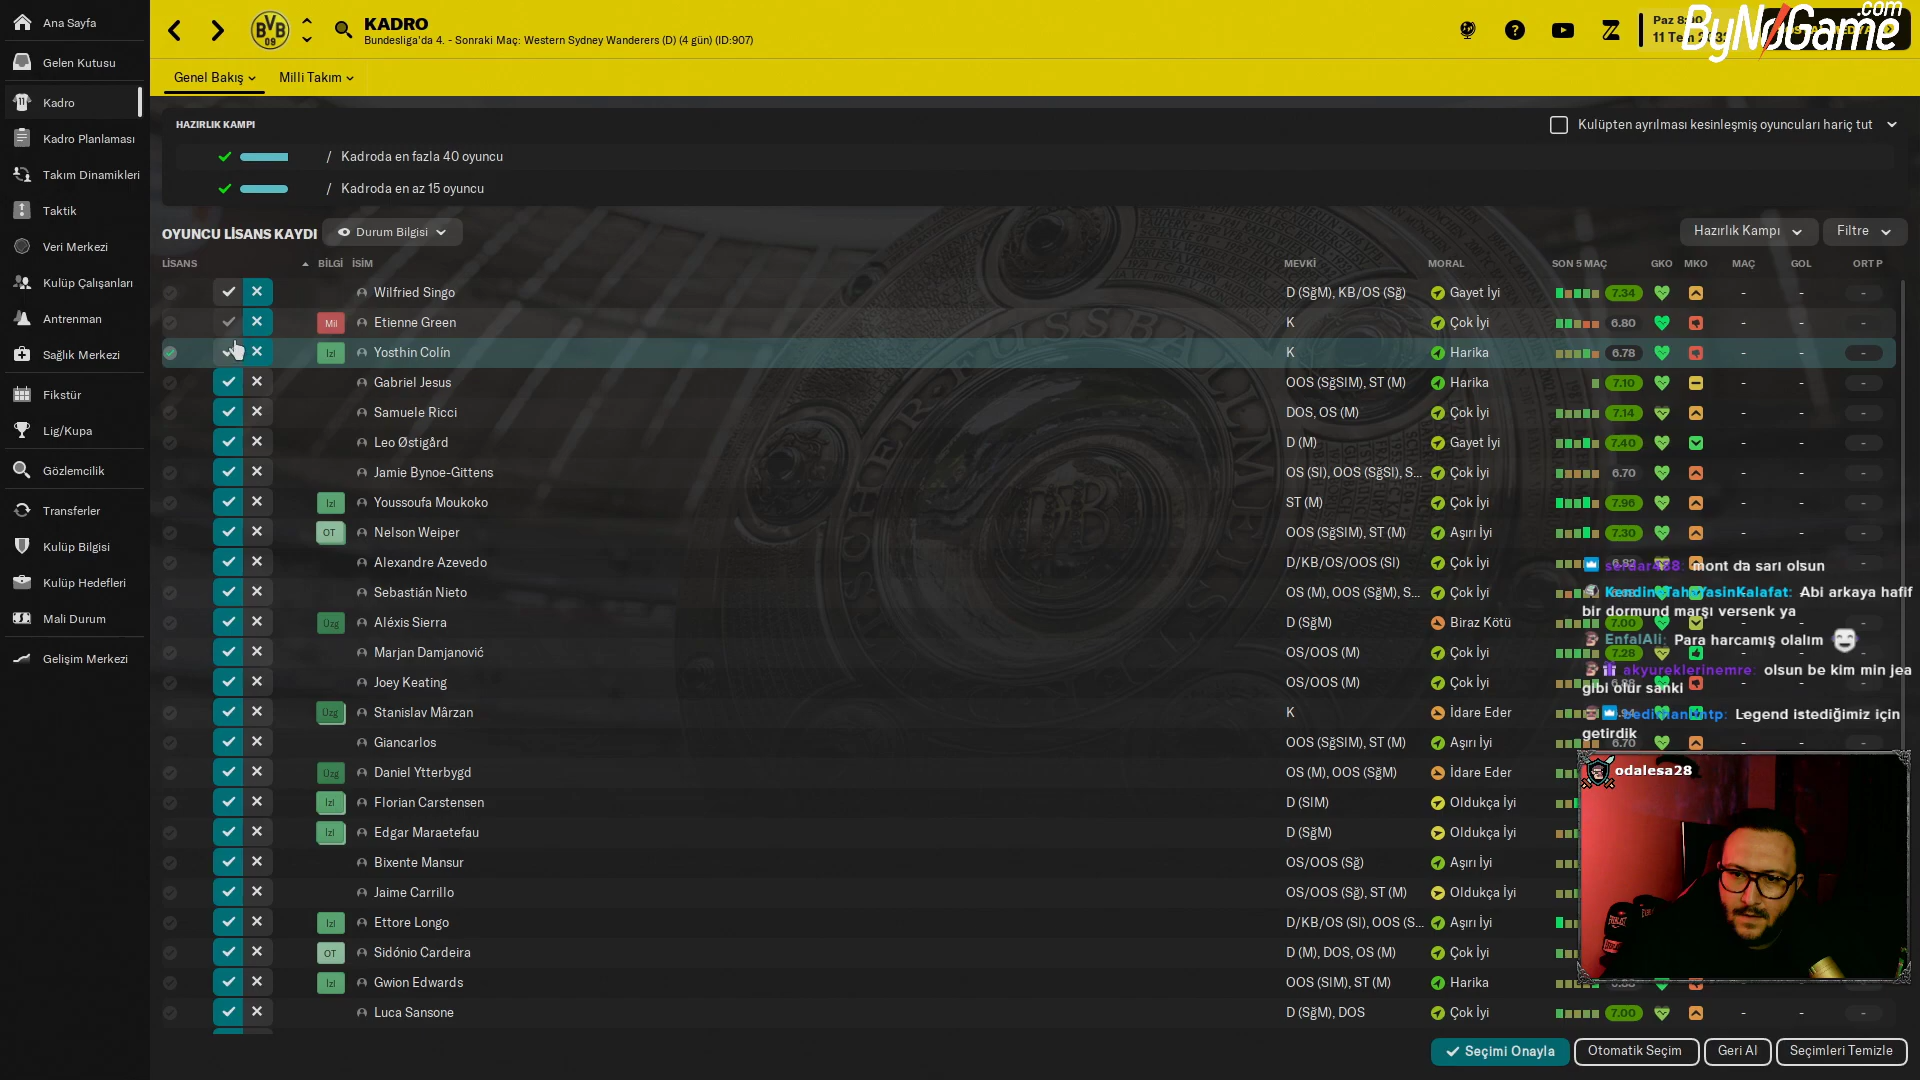 Ana Sayfa
Gelen Kutusu
Kadro
Kadro Planlaması
Takım Dinamikleri
Taktik
Veri Merkezi
Kulüp Çalışanları
Antrenman
Sağlık Merkezi
Fikstür
Lig/Kupa
Gözlemcilik
Transferler
Kulüp Bilgisi
Kulüp Hedefleri
Mali Durum
Gelişim Merkezi
BVB 09
KADRO
Bundesliga'da 4. - Sonraki Maç: Western Sydney Wanderers (D) (4 gün) (ID:907)
Paz
11 Tem
ByNoGame
.com
Genel Bakış
Milli Takım
HAZIRLIK KAMPI
Kulüpten ayrılması kesinleşmiş oyuncuları hariç tut
/ Kadroda en fazla 40 oyuncu
/ Kadroda en az 15 oyuncu
OYUNCU LİSANS KAYDI
Durum Bilgisi
Hazırlık Kampı
Filtre
LİSANS BİLGİ İSİM MEVKİ MORAL SON 5 MAÇ GKO MKO MAÇ GOL ORT P
Wilfried Singo D (SğM), KB/OS (Sğ) Gayet İyi 7.34 - - -
Mil Etienne Green K Çok İyi 6.80 - - -
İzl Yosthin Colín K Harika 6.78 - - -
Gabriel Jesus OOS (SğSlM), ST (M) Harika 7.10 - - -
Samuele Ricci DOS, OS (M) Çok İyi 7.14 - - -
Leo Østigård D (M) Gayet İyi 7.40 - - -
Jamie Bynoe-Gittens OS (Sl), OOS (SğSl), S... Çok İyi 6.70 - - -
İzl Youssoufa Moukoko ST (M) Çok İyi 7.96 - - -
OT Nelson Weiper OOS (SğSlM), ST (M) Aşırı İyi 7.30 - - -
Alexandre Azevedo D/KB/OS/OOS (Sl) Çok İyi
Sebastián Nieto OS (M), OOS (SğM), S... Çok İyi
Üzg Aléxis Sierra D (SğM) Biraz Kötü 7.00
Marjan Damjanović OS/OOS (M) Çok İyi 7.28 - - -
Joey Keating OS/OOS (M) Çok İyi
Üzg Stanislav Mârzan K İdare Eder
Giancarlos OOS (SğSlM), ST (M) Aşırı İyi 6.70 - - -
Üzg Daniel Ytterbygd OS (M), OOS (SğM) İdare Eder
İzl Florian Carstensen D (SlM) Oldukça İyi
İzl Edgar Maraetefau D (SğM) Oldukça İyi
Bixente Mansur OS/OOS (Sğ) Aşırı İyi
Jaime Carrillo OS/OOS (Sğ), ST (M) Oldukça İyi
İzl Ettore Longo D/KB/OS (Sl), OOS (S... Aşırı İyi
OT Sidónio Cardeira D (M), DOS, OS (M) Çok İyi
İzl Gwion Edwards OOS (SlM), ST (M) Harika
Luca Sansone D (SğM), DOS Çok İyi 7.00 - - -
mont da sarı olsun
KendineTahaYasinKalafat: Abi arkaya hafif
bir dormund marşı versenk ya
EnfalAli: Para harcamış olalım
akyureklerinemre: olsun be kim min jea
gibi olur sanki
Legend istediğimiz için
getirdik
odalesa28
Seçimi Onayla
Otomatik Seçim
Geri Al
Seçimleri Temizle